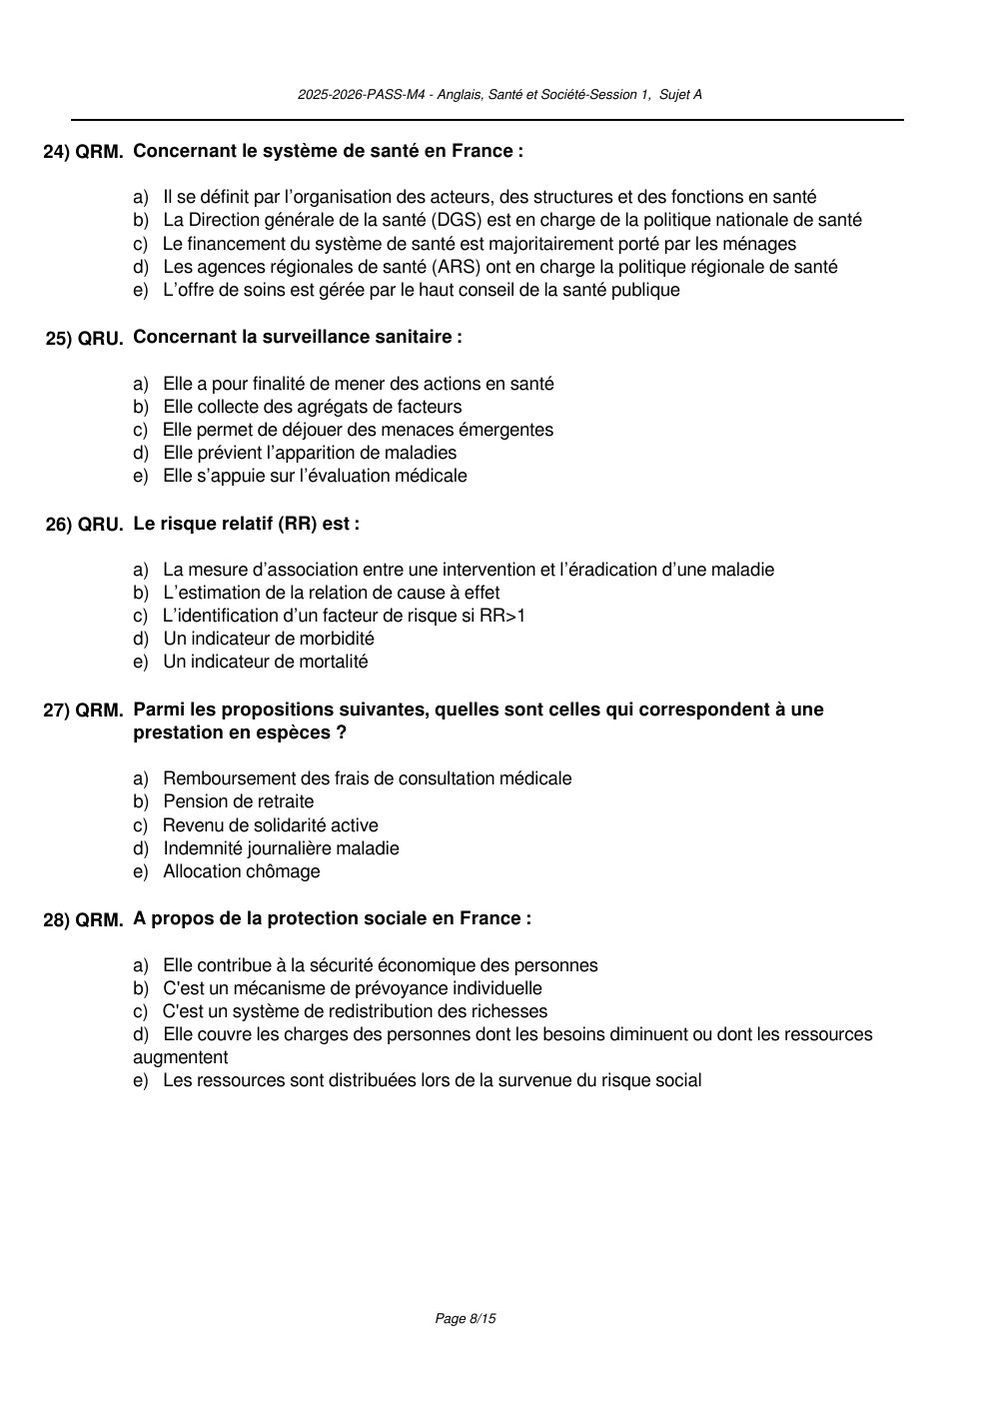 2025-2026-PASS-M4 - Anglais, Santé et Société-Session 1, Sujet A
24) QRM. Concernant le système de santé en France :
a) Il se définit par l'organisation des acteurs, des structures et des fonctions en santé
b) La Direction générale de la santé (DGS) est en charge de la politique nationale de santé
c) Le financement du système de santé est majoritairement porté par les ménages
d) Les agences régionales de santé (ARS) ont en charge la politique régionale de santé
e) L'offre de soins est gérée par le haut conseil de la santé publique
25) QRU. Concernant la surveillance sanitaire :
a) Elle a pour finalité de mener des actions en santé
b) Elle collecte des agrégats de facteurs
c) Elle permet de déjouer des menaces émergentes
d) Elle prévient l'apparition de maladies
e) Elle s'appuie sur l'évaluation médicale
26) QRU. Le risque relatif (RR) est :
a) La mesure d'association entre une intervention et l'éradication d'une maladie
b) L'estimation de la relation de cause à effet
c) L'identification d'un facteur de risque si RR>1
d) Un indicateur de morbidité
e) Un indicateur de mortalité
27) QRM. Parmi les propositions suivantes, quelles sont celles qui correspondent à une
prestation en espèces ?
a) Remboursement des frais de consultation médicale
b) Pension de retraite
c) Revenu de solidarité active
d) Indemnité journalière maladie
e) Allocation chômage
28) QRM. A propos de la protection sociale en France :
a) Elle contribue à la sécurité économique des personnes
b) C'est un mécanisme de prévoyance individuelle
c) C'est un système de redistribution des richesses
d) Elle couvre les charges des personnes dont les besoins diminuent ou dont les ressources
augmentent
e) Les ressources sont distribuées lors de la survenue du risque social
Page 8/15